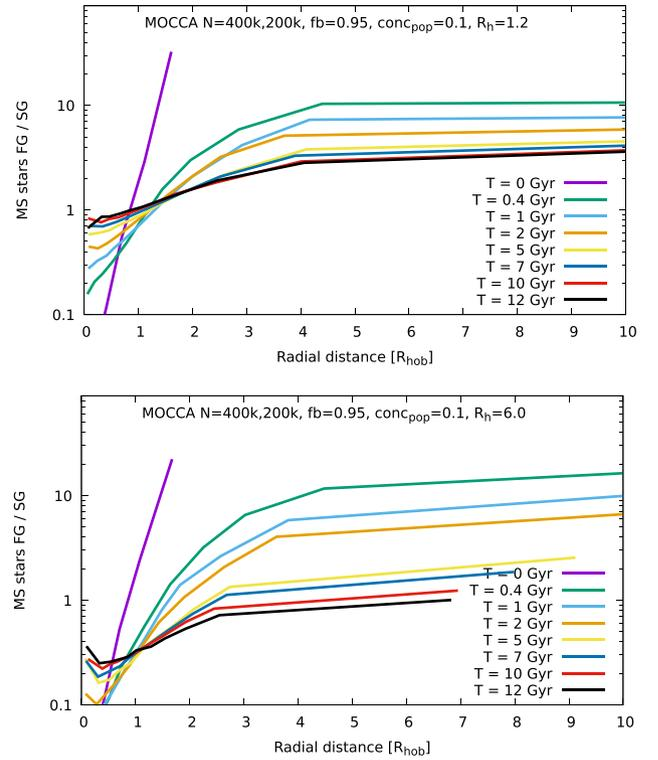 MOCCA N=400k,200k, fb=0.95, conc_pop=0.1, R_h=1.2
MS stars FG / SG
10
1
0.1
T = 0 Gyr
T = 0.4 Gyr
T = 1 Gyr
T = 2 Gyr
T = 5 Gyr
T = 7 Gyr
T = 10 Gyr
T = 12 Gyr
0 1 2 3 4 5 6 7 8 9 10
Radial distance [R_hob]
MOCCA N=400k,200k, fb=0.95, conc_pop=0.1, R_h=6.0
MS stars FG / SG
10
1
0.1
T = 0 Gyr
T = 0.4 Gyr
T = 1 Gyr
T = 2 Gyr
T = 5 Gyr
T = 7 Gyr
T = 10 Gyr
T = 12 Gyr
0 1 2 3 4 5 6 7 8 9 10
Radial distance [R_hob]